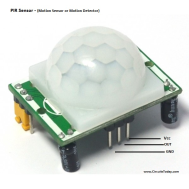 PIR Sensor - (Motion Sensor or Motion Detector)
Vcc
OUT
GND
www.CircuitsToday.com